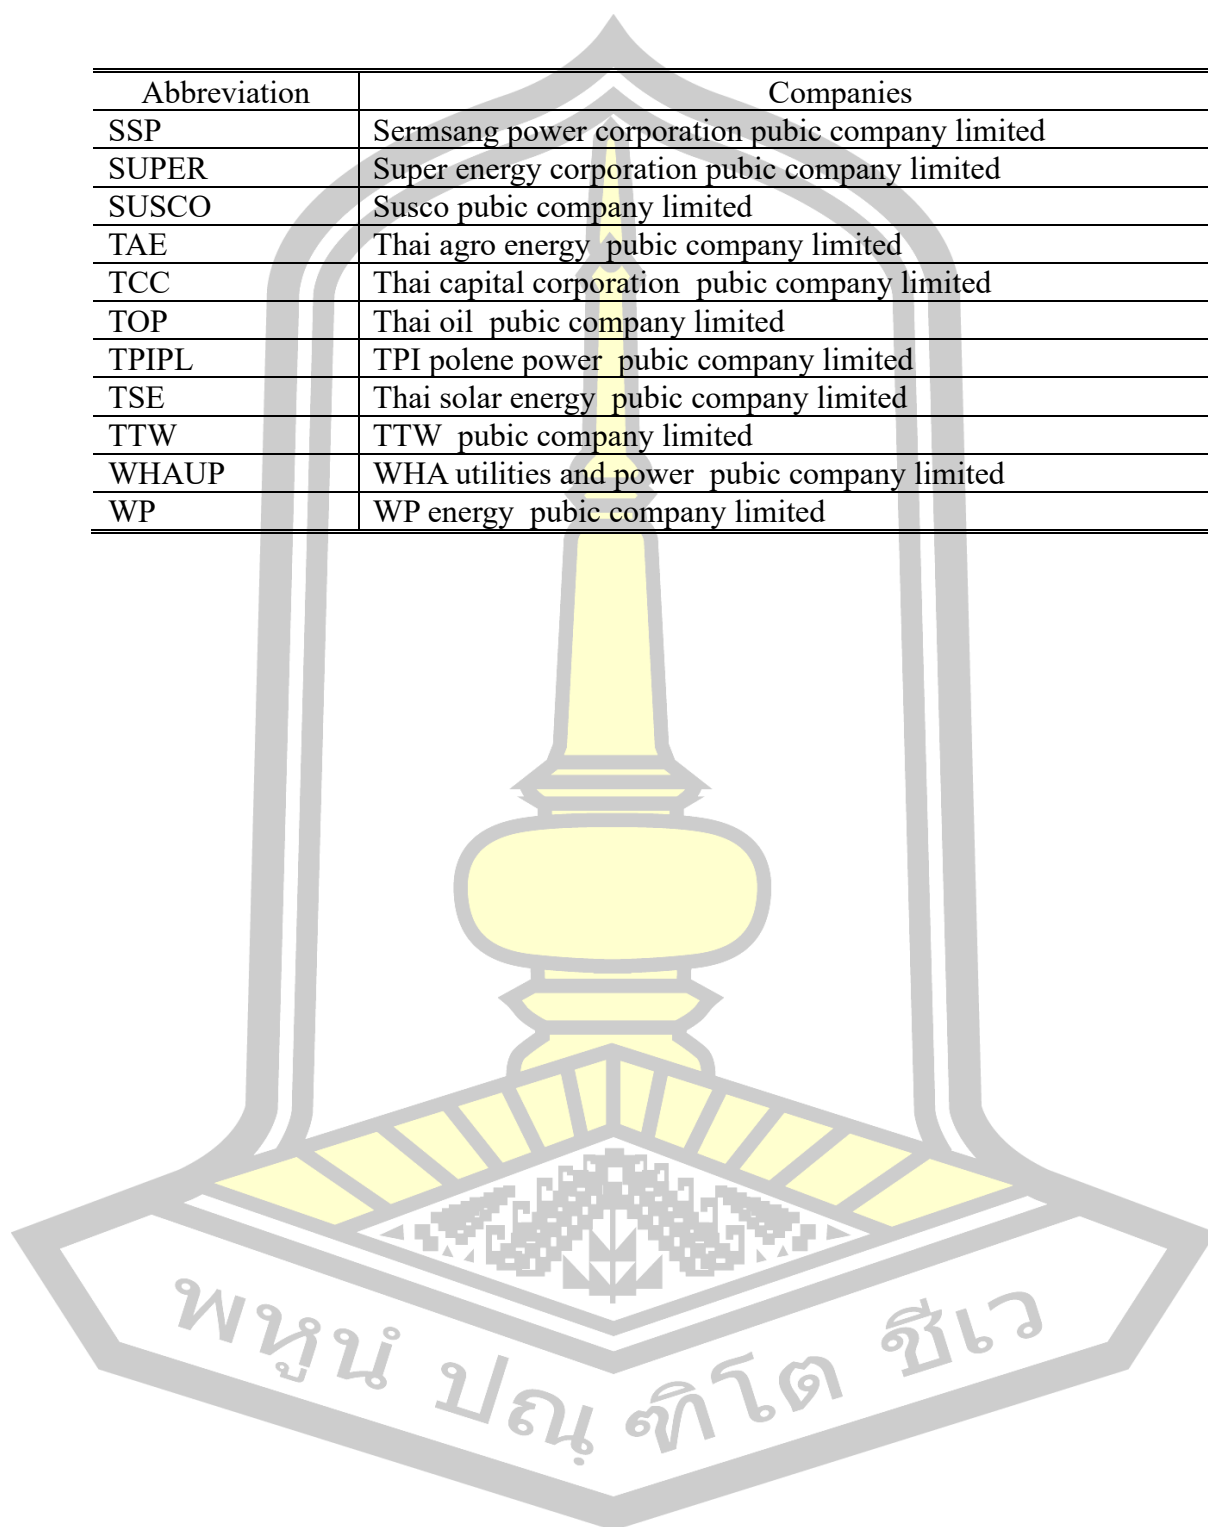 Abbreviation Companies
SSP Sermsang power corporation pubic company limited
SUPER Super energy corporation pubic company limited
SUSCO Susco pubic company limited
TAE Thai agro energy  pubic company limited
TCC Thai capital corporation  pubic company limited
TOP Thai oil  pubic company limited
TPIPL TPI polene power  pubic company limited
TSE Thai solar energy  pubic company limited
TTW TTW  pubic company limited
WHAUP WHA utilities and power  pubic company limited
WP WP energy  pubic company limited
พหูนํ ปณฺฑิโต ชีเว